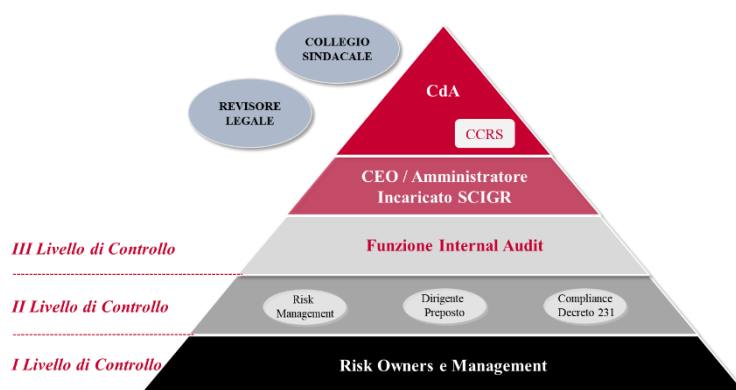 COLLEGIO
SINDACALE
REVISORE
LEGALE
CdA
CCRS
CEO / Amministratore
Incaricato SCIGR
III Livello di Controllo
Funzione Internal Audit
II Livello di Controllo
Risk
Management
Dirigente
Preposto
Compliance
Decreto 231
I Livello di Controllo
Risk Owners e Management